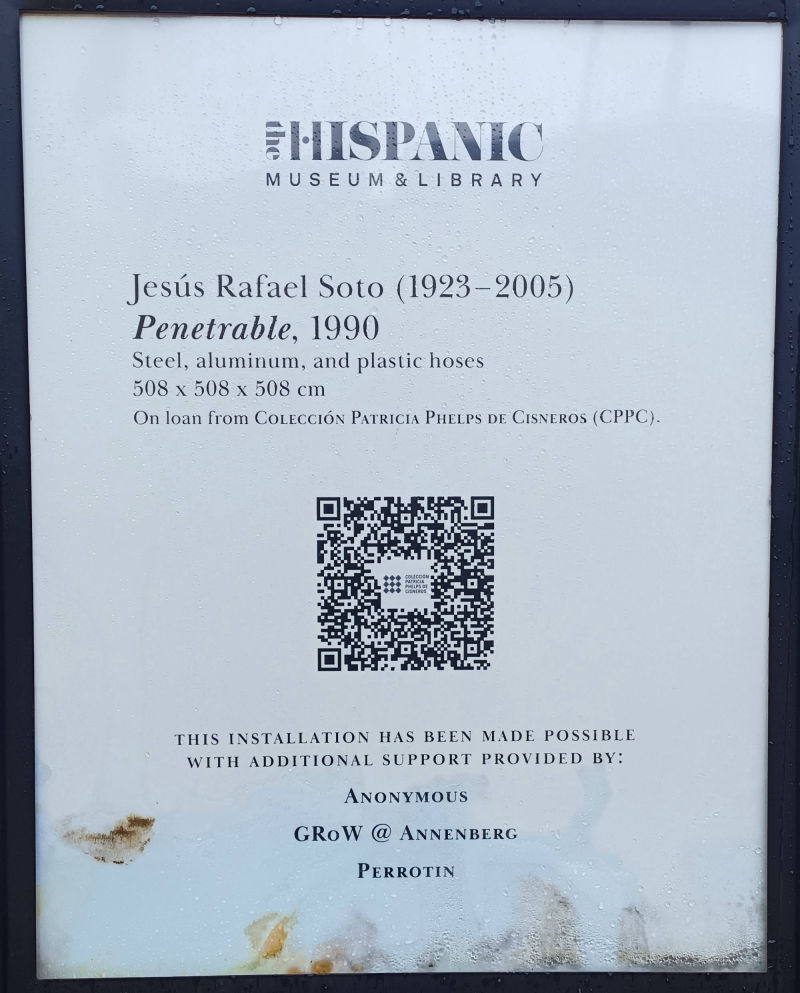 the HISPANIC
MUSEUM & LIBRARY
Jesús Rafael Soto (1923–2005)
Penetrable, 1990
Steel, aluminum, and plastic hoses
508 x 508 x 508 cm
On loan from Colección Patricia Phelps de Cisneros (CPPC).
COLECCIÓN
PATRICIA
PHELPS DE
CISNEROS
THIS INSTALLATION HAS BEEN MADE POSSIBLE
WITH ADDITIONAL SUPPORT PROVIDED BY:
Anonymous
GRoW @ Annenberg
Perrotin